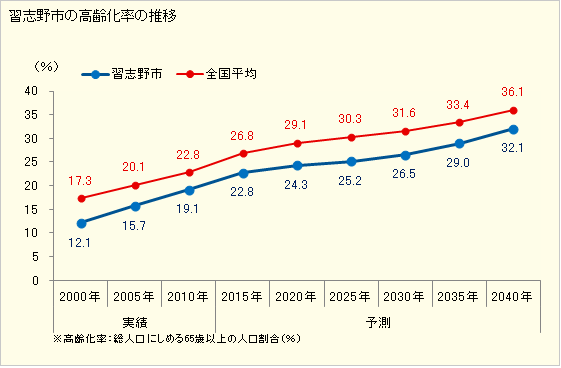 習志野市の高齢化率の推移
(%)
習志野市 全国平均
40
35
30
25
20
15
10
5
0
17.3 20.1 22.8 26.8 29.1 30.3 31.6 33.4 36.1
12.1 15.7 19.1 22.8 24.3 25.2 26.5 29.0 32.1
2000年 2005年 2010年 2015年 2020年 2025年 2030年 2035年 2040年
実績 予測
※高齢化率:総人口にしめる65歳以上の人口割合(%)